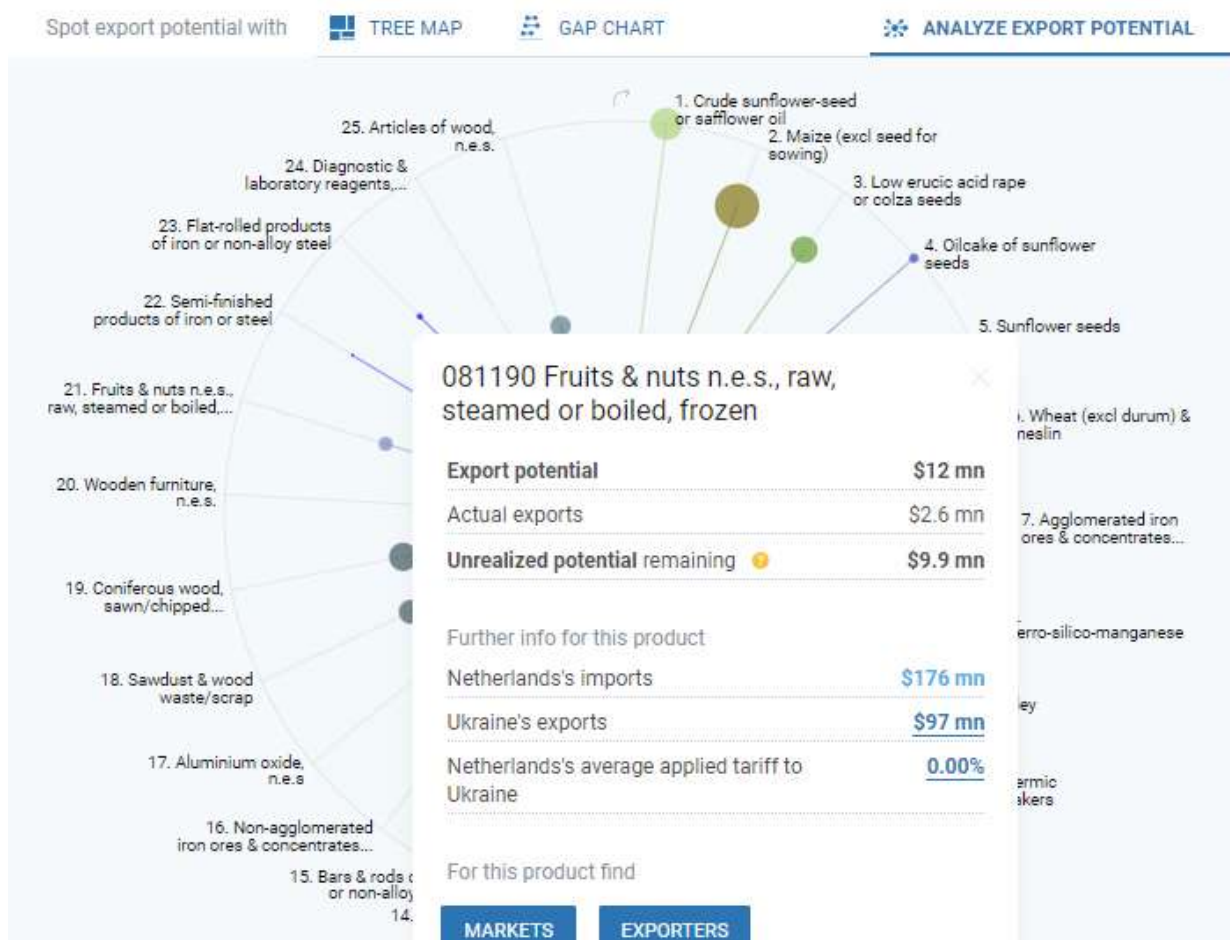 Spot export potential with TREE MAP GAP CHART ANALYZE EXPORT POTENTIAL
1. Crude sunflower-seed
or safflower oil
2. Maize (excl seed for
sowing)
3. Low erucic acid rape
or colza seeds
4. Oilcake of sunflower
seeds
5. Sunflower seeds
. Wheat (excl durum) &
meslin
7. Agglomerated iron
ores & concentrates...
erro-silico-manganese
25. Articles of wood,
n.e.s.
24. Diagnostic &
laboratory reagents,...
23. Flat-rolled products
of iron or non-alloy steel
22. Semi-finished
products of iron or steel
21. Fruits & nuts n.e.s.,
raw, steamed or boiled,...
20. Wooden furniture,
n.e.s.
19. Coniferous wood,
sawn/chipped...
18. Sawdust & wood
waste/scrap
17. Aluminium oxide,
n.e.s
16. Non-agglomerated
iron ores & concentrates...
15. Bars & rods
or non-alloy
14.
081190 Fruits & nuts n.e.s., raw,
steamed or boiled, frozen
Export potential $12 mn
Actual exports $2.6 mn
Unrealized potential remaining ? $9.9 mn
Further info for this product
Netherlands's imports $176 mn
Ukraine's exports $97 mn
Netherlands's average applied tariff to 0.00%
Ukraine
For this product find
MARKETS EXPORTERS